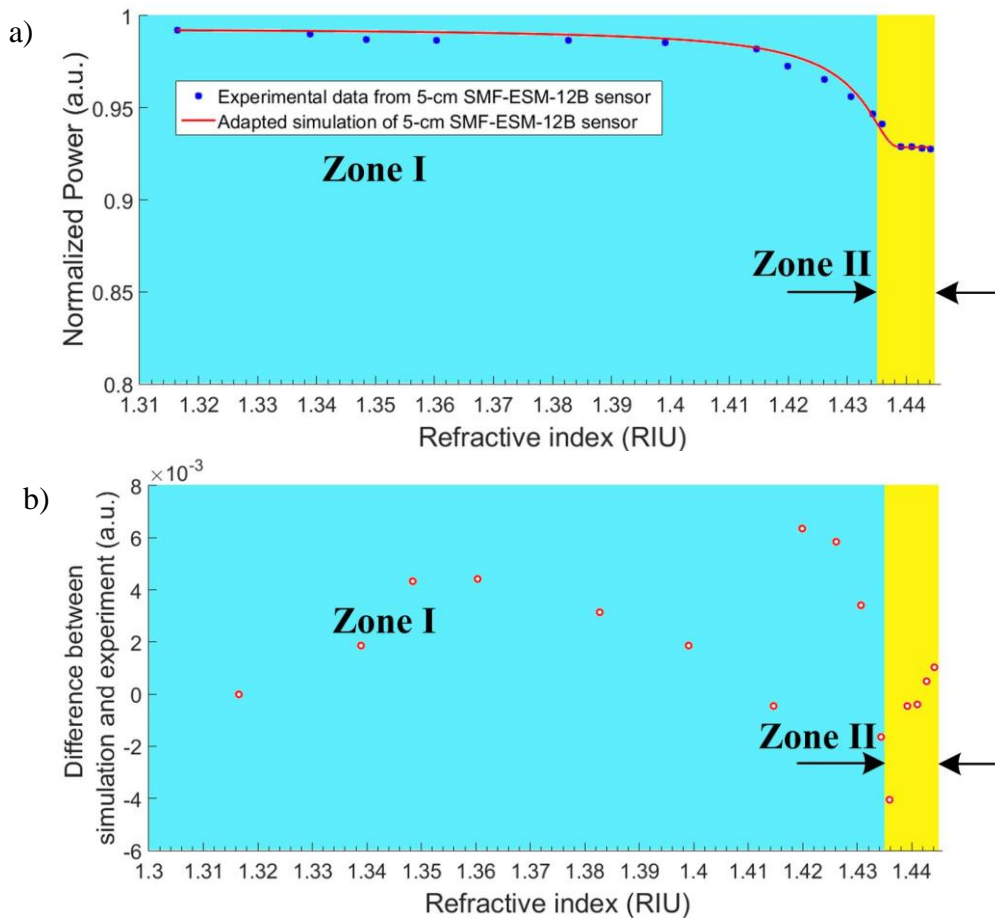 a)
1
0.95
0.9
0.85
0.8
Normalized Power (a.u.)
Experimental data from 5-cm SMF-ESM-12B sensor
Adapted simulation of 5-cm SMF-ESM-12B sensor
Zone I
Zone II
1.31 1.32 1.33 1.34 1.35 1.36 1.37 1.38 1.39 1.4 1.41 1.42 1.43 1.44
Refractive index (RIU)
b)
×10⁻³
8
6
4
2
0
-2
-4
-6
Difference between
simulation and experiment (a.u.)
Zone I
Zone II
1.3 1.31 1.32 1.33 1.34 1.35 1.36 1.37 1.38 1.39 1.4 1.41 1.42 1.43 1.44
Refractive index (RIU)